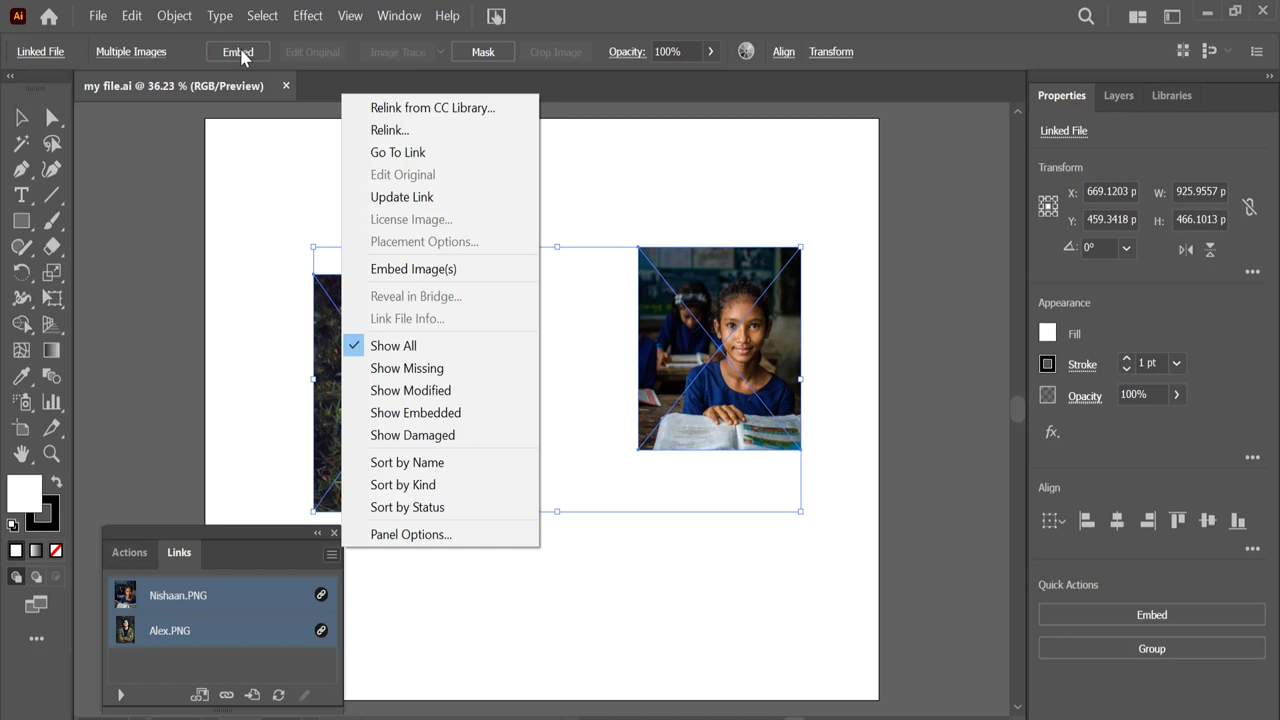 Ai File Edit Object Type Select Effect View Window Help
Linked File Multiple Images Embed Edit Original Image Trace Mask Crop Image Opacity: 100% Align Transform
my file.ai @ 36.23 % (RGB/Preview)
Relink from CC Library...
Relink...
Go To Link
Edit Original
Update Link
License Image...
Placement Options...
Embed Image(s)
Reveal in Bridge...
Link File Info...
Show All
Show Missing
Show Modified
Show Embedded
Show Damaged
Sort by Name
Sort by Kind
Sort by Status
Panel Options...
Actions Links
Nishaan.PNG
Alex.PNG
Properties Layers Libraries
Linked File
Transform
X: 669.1203 p W: 925.9557 p
Y: 459.3418 p H: 466.1013 p
0°
Appearance
Fill
Stroke 1 pt
Opacity 100%
fx.
Align
Quick Actions
Embed
Group